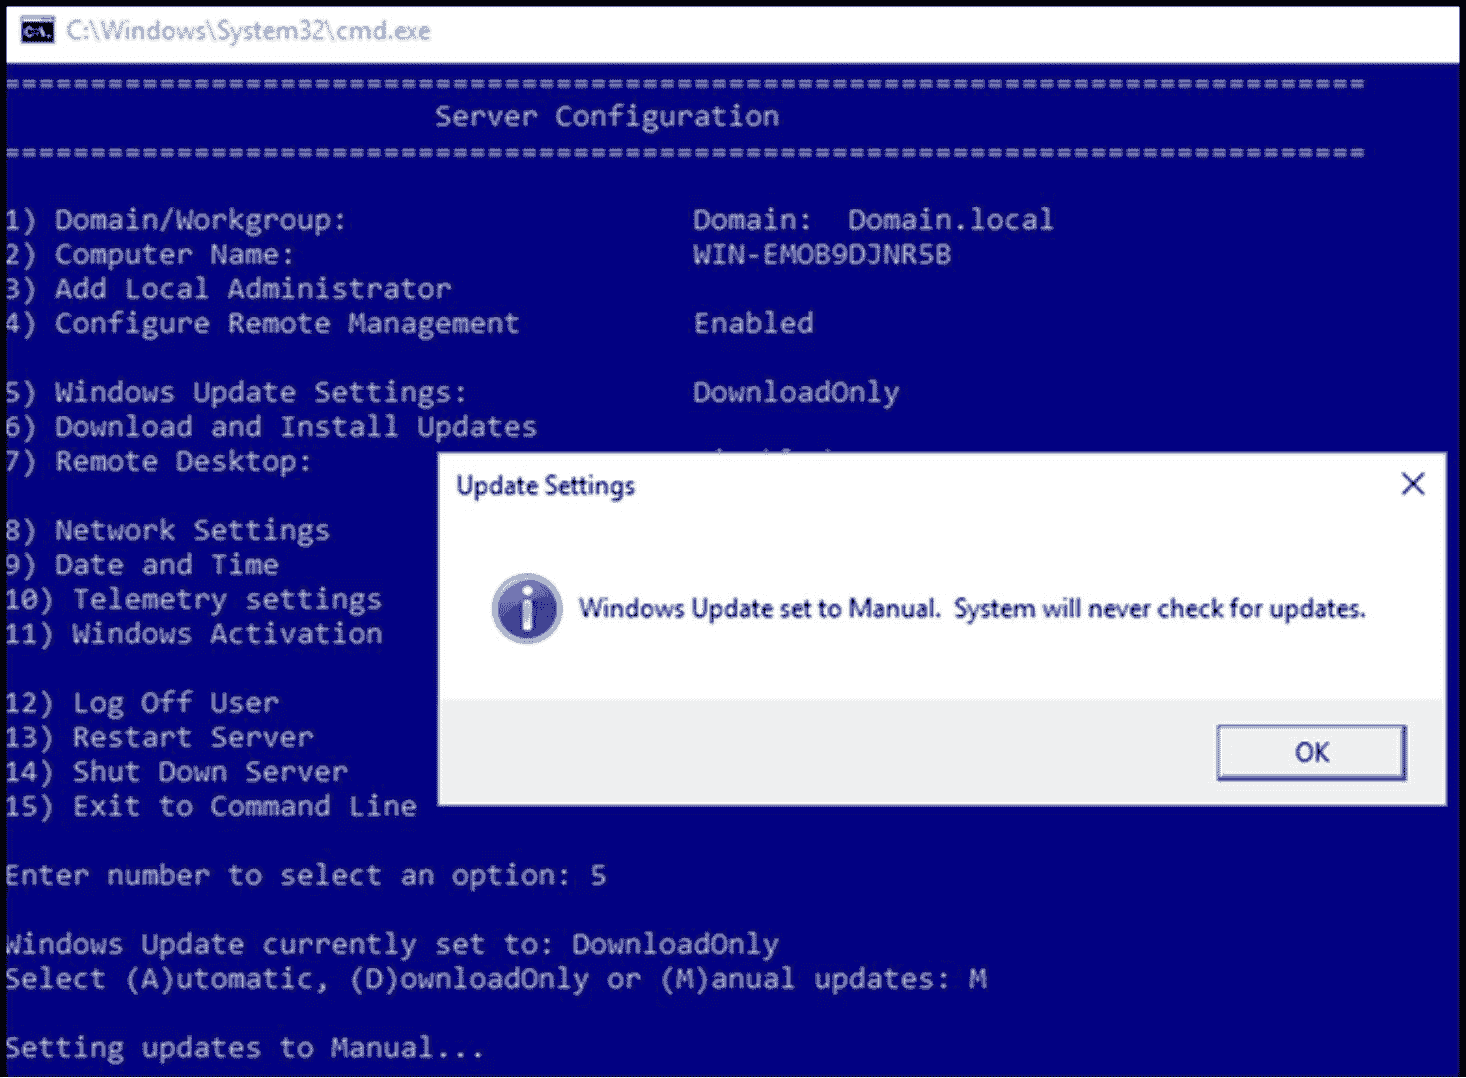 C:\Windows\System32\cmd.exe
===============================================================================
Server Configuration
===============================================================================
1) Domain/Workgroup: Domain: Domain.local
2) Computer Name: WIN-EMOB9DJNR5B
3) Add Local Administrator
4) Configure Remote Management Enabled
5) Windows Update Settings: DownloadOnly
6) Download and Install Updates
7) Remote Desktop:
Update Settings
Windows Update set to Manual. System will never check for updates.
OK
8) Network Settings
9) Date and Time
10) Telemetry settings
11) Windows Activation
12) Log Off User
13) Restart Server
14) Shut Down Server
15) Exit to Command Line
Enter number to select an option: 5
Windows Update currently set to: DownloadOnly
Select (A)utomatic, (D)ownloadOnly or (M)anual updates: M
Setting updates to Manual...